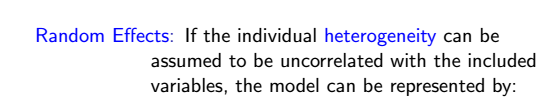 Random Effects: If the individual heterogeneity can be
assumed to be uncorrelated with the included
variables, the model can be represented by: